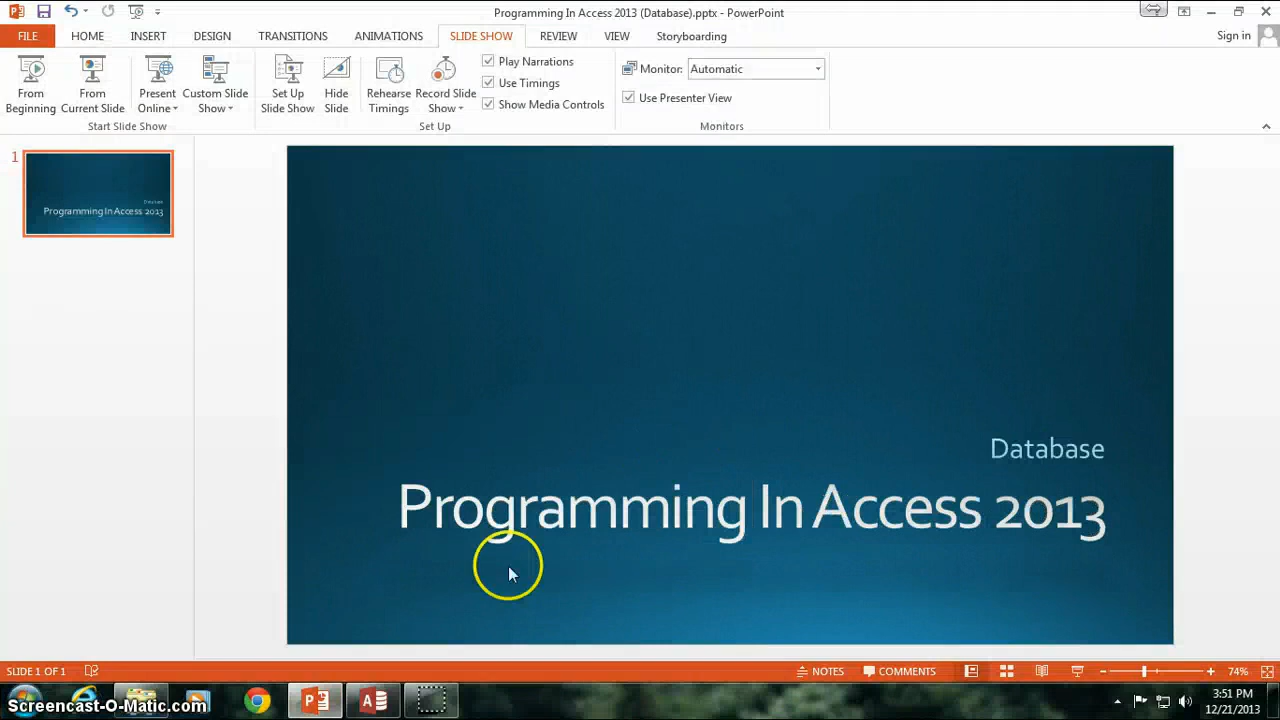 Programming In Access 2013 (Database).pptx - PowerPoint
FILE HOME INSERT DESIGN TRANSITIONS ANIMATIONS SLIDE SHOW REVIEW VIEW Storyboarding Sign in
From Beginning
From Current Slide
Present Online
Custom Slide Show
Start Slide Show
Set Up Slide Show
Hide Slide
Rehearse Timings
Record Slide Show
Play Narrations
Use Timings
Show Media Controls
Set Up
Monitor: Automatic
Use Presenter View
Monitors
1
Database
Programming In Access 2013
Database
Programming In Access 2013
SLIDE 1 OF 1 NOTES COMMENTS 74%
Screencast-O-Matic.com
3:51 PM
12/21/2013